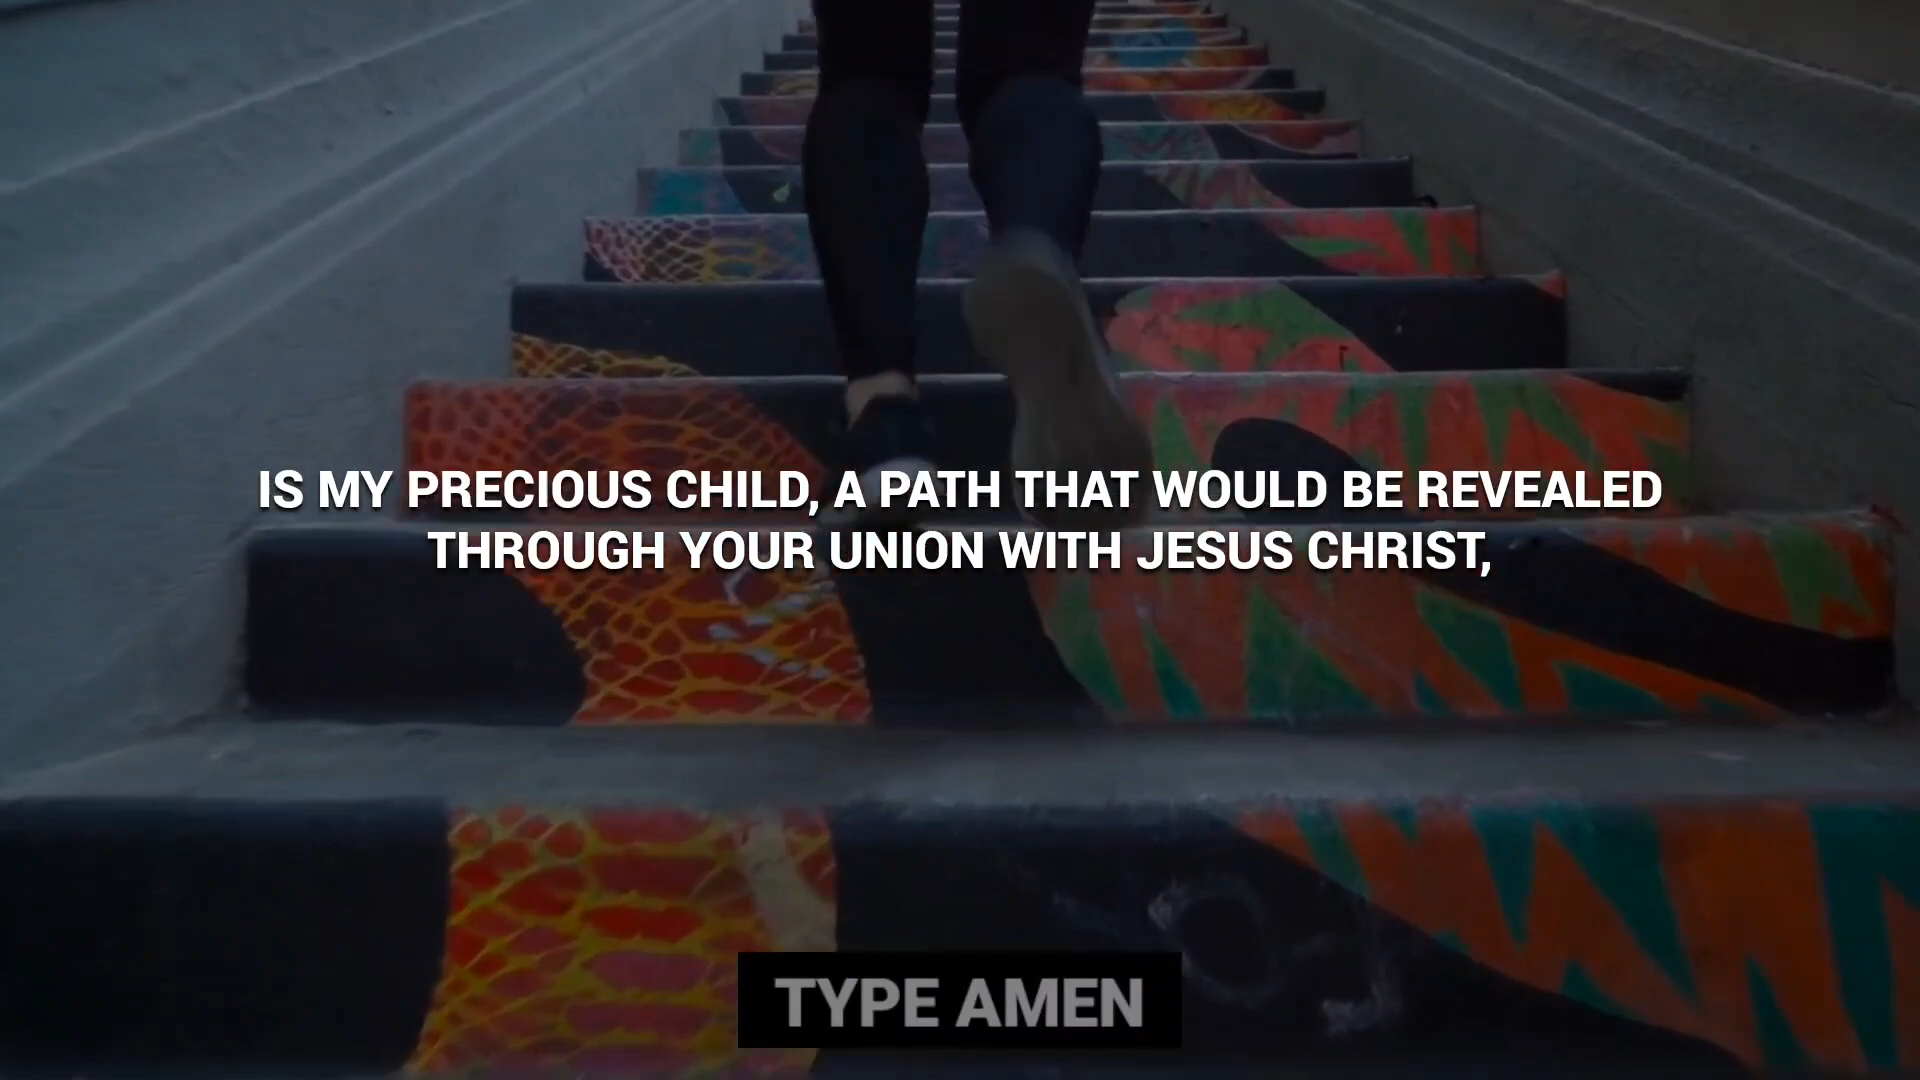 IS MY PRECIOUS CHILD, A PATH THAT WOULD BE REVEALED
THROUGH YOUR UNION WITH JESUS CHRIST,
TYPE AMEN